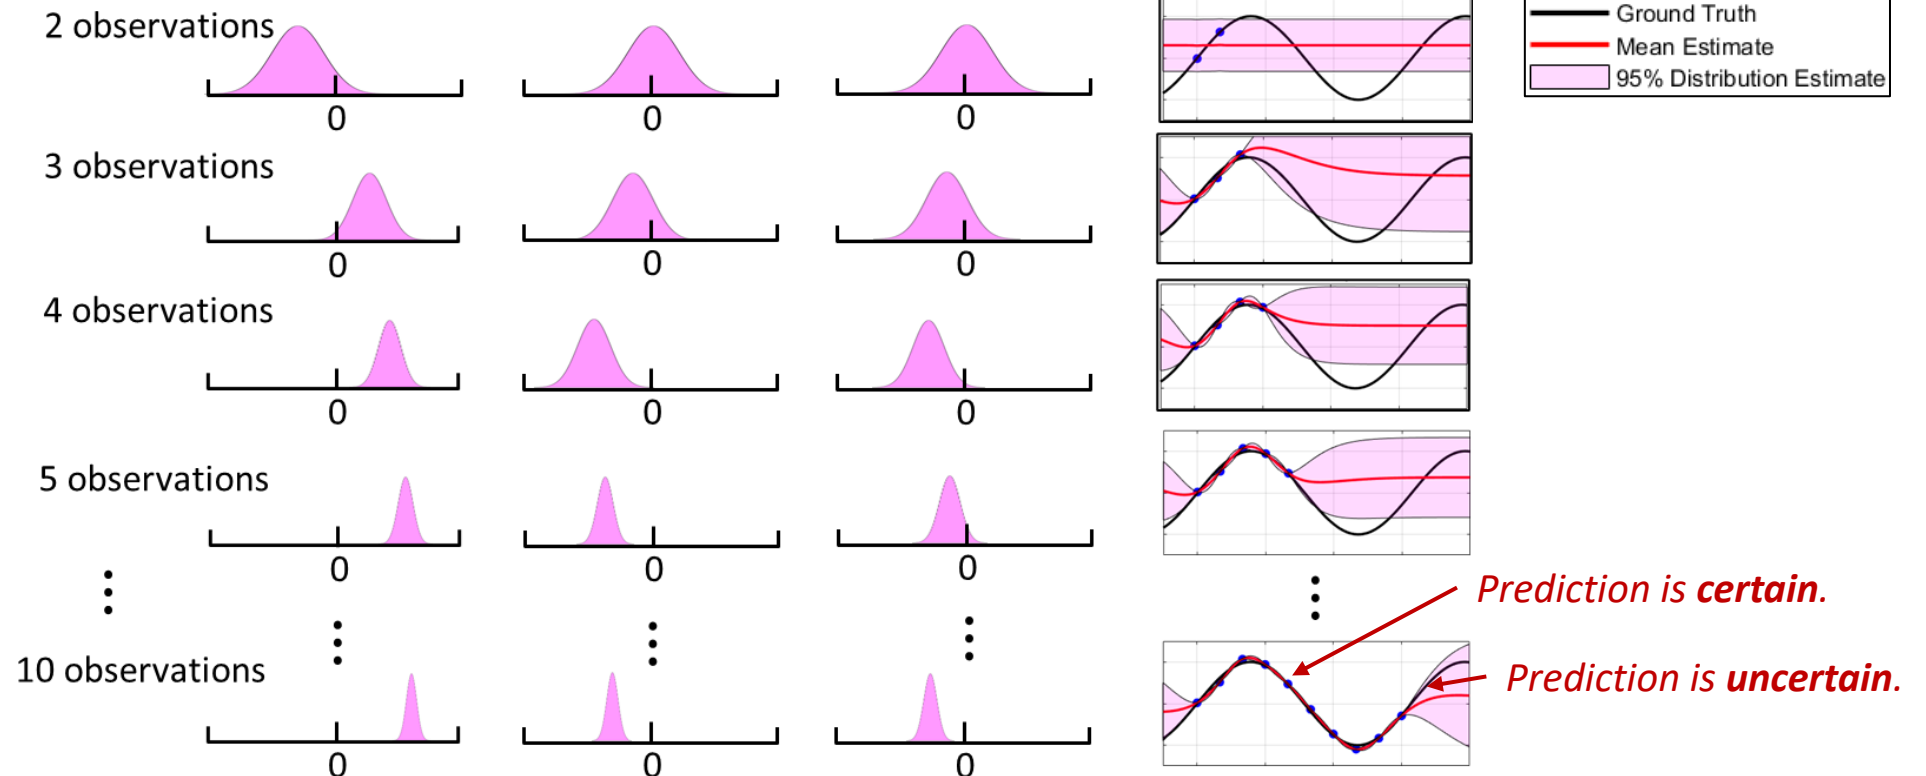 2 observations
0 0 0
Ground Truth
Mean Estimate
95% Distribution Estimate
3 observations
0 0 0
4 observations
0 0 0
5 observations
0 0 0
Prediction is certain.
10 observations
Prediction is uncertain.
0 0 0